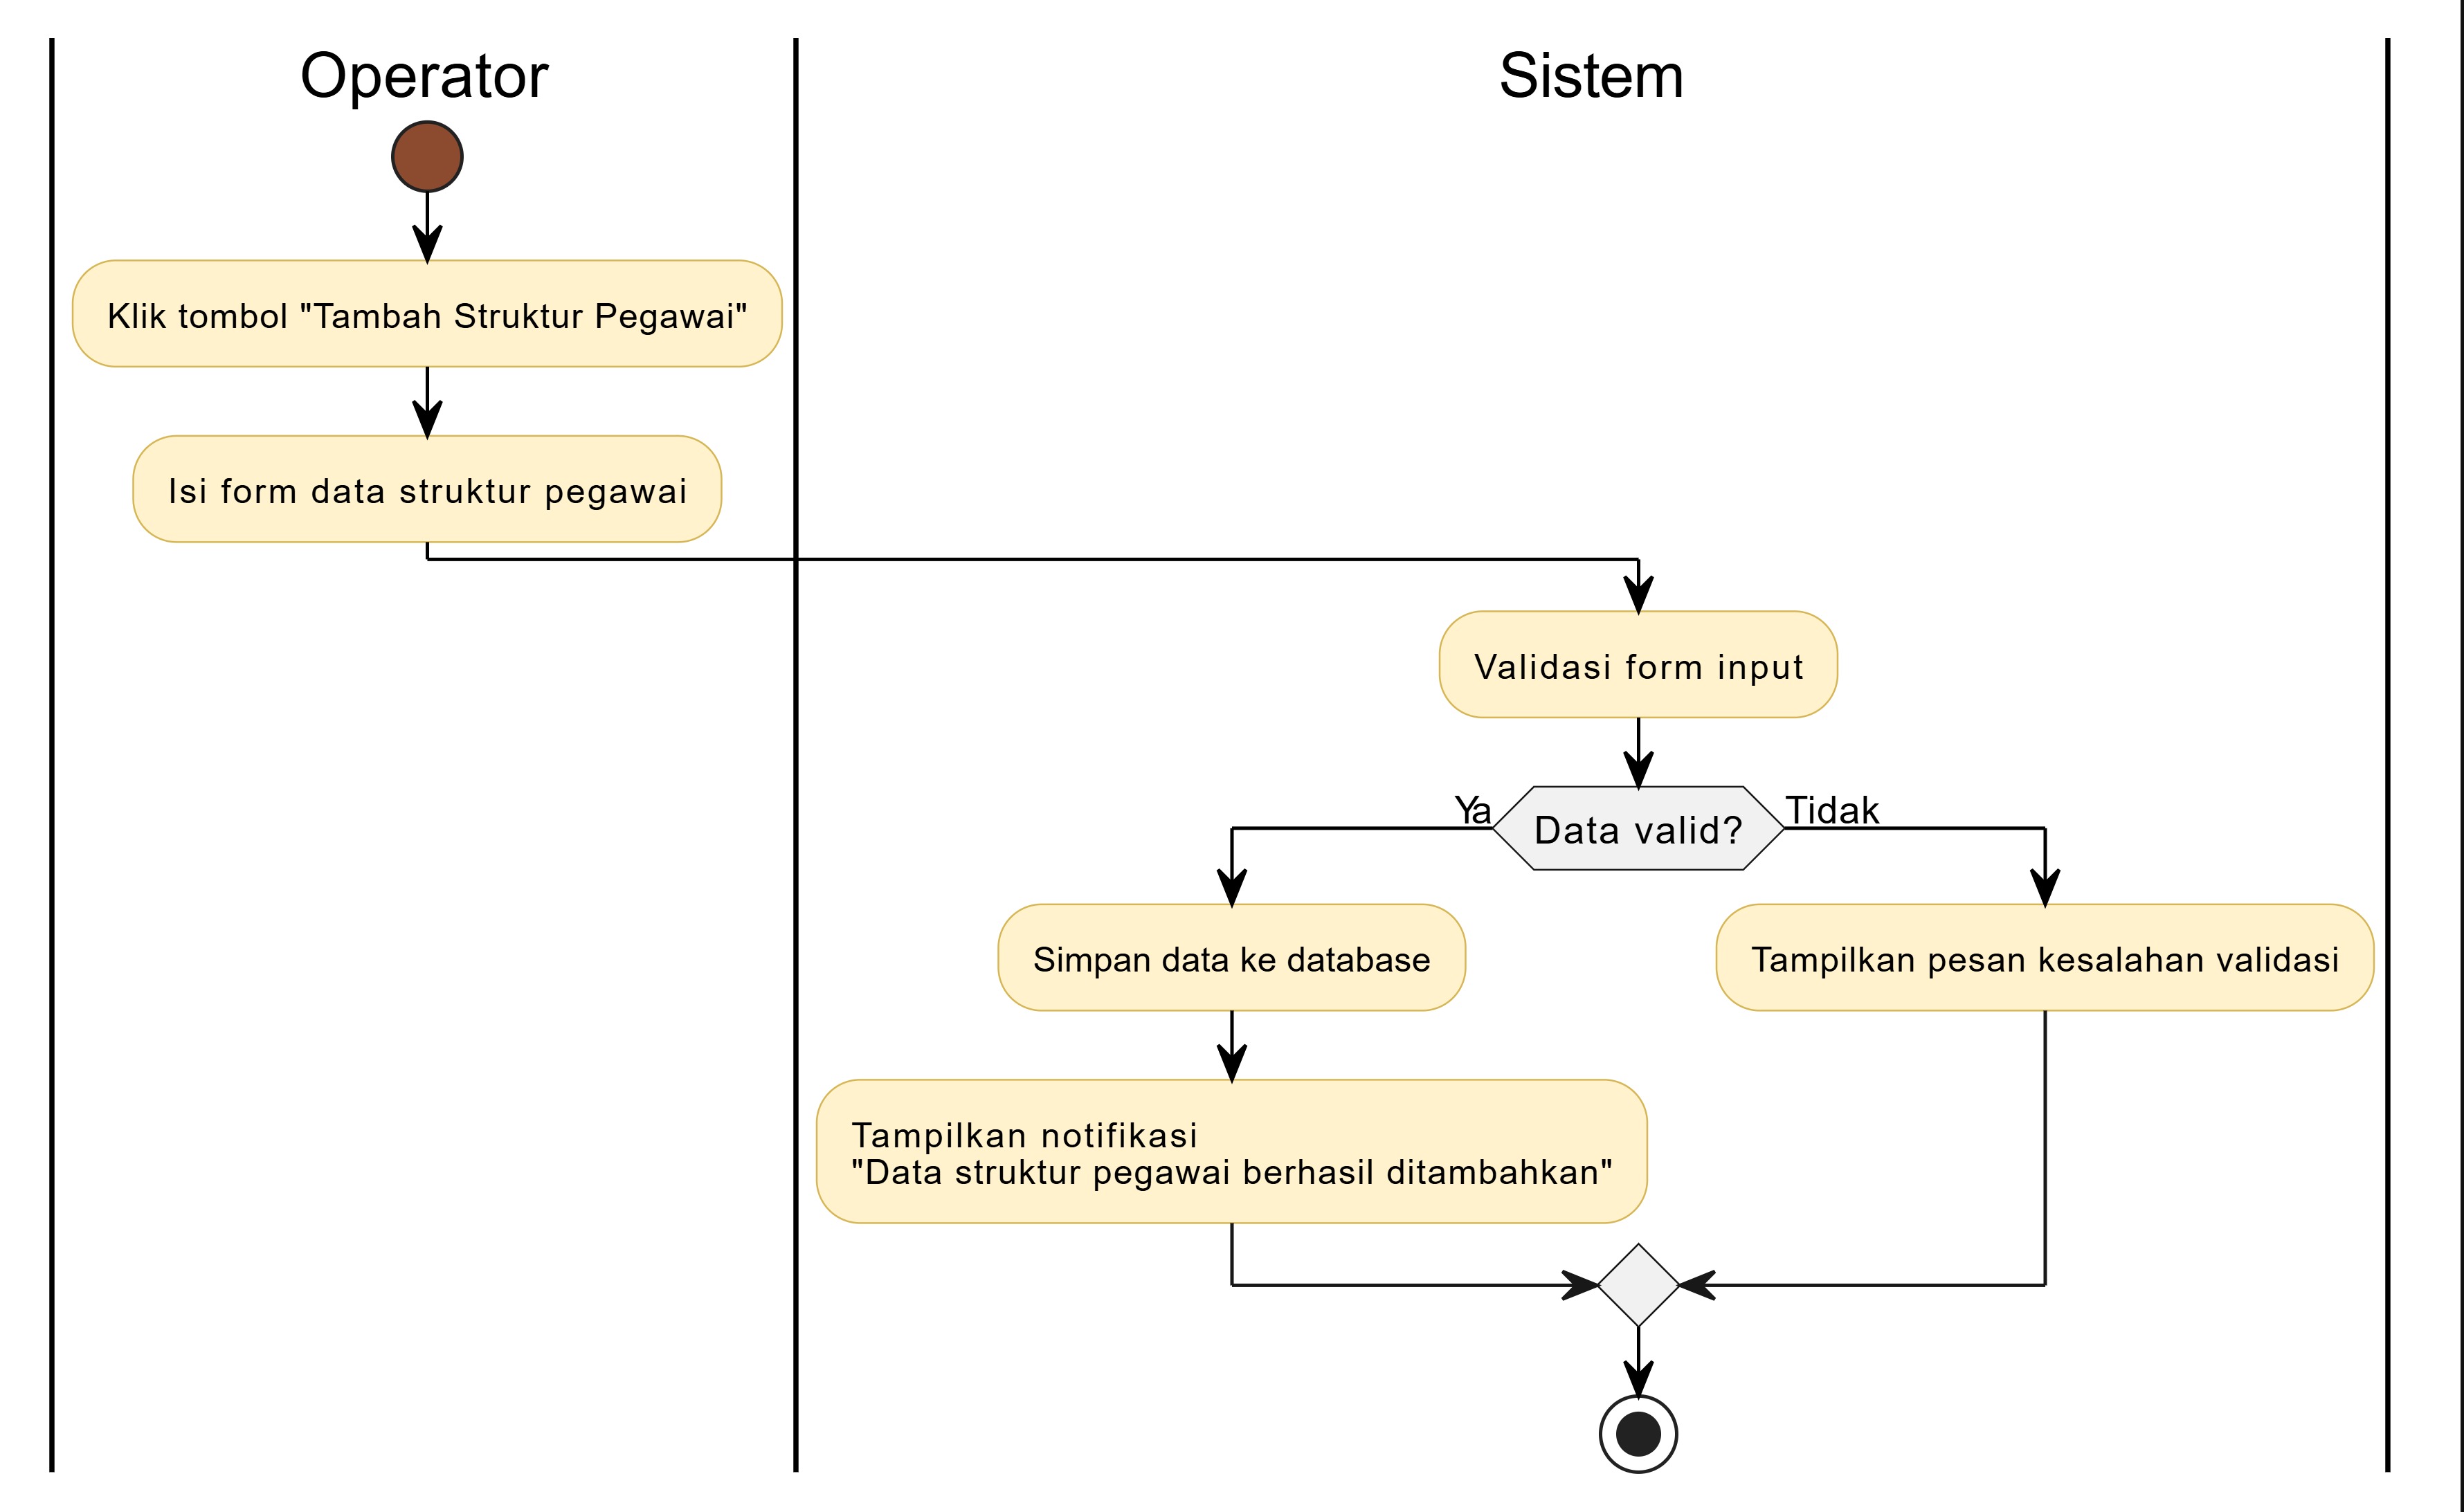 Operator
Sistem
Klik tombol "Tambah Struktur Pegawai"
Isi form data struktur pegawai
Validasi form input
Ya
Data valid?
Tidak
Simpan data ke database
Tampilkan pesan kesalahan validasi
Tampilkan notifikasi
"Data struktur pegawai berhasil ditambahkan"